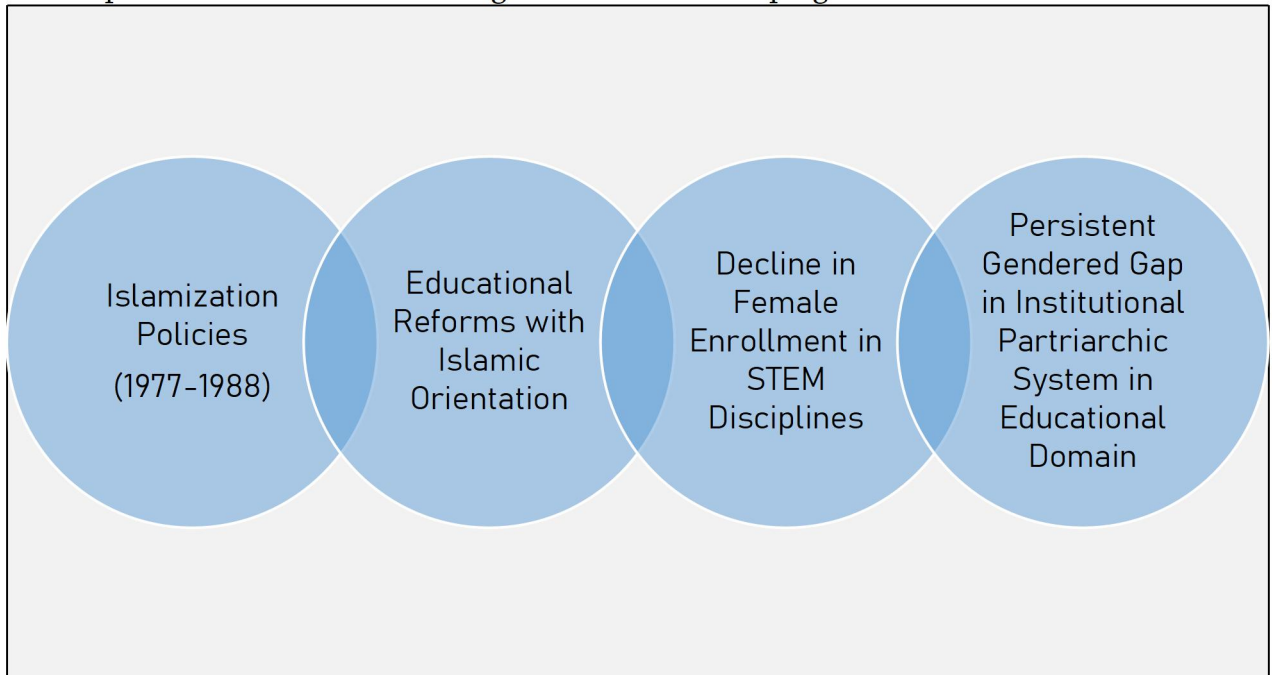 Islamization
Policies
(1977-1988)
Educational
Reforms with
Islamic
Orientation
Decline in
Female
Enrollment in
STEM
Disciplines
Persistent
Gendered Gap
in Institutional
Partriarchic
System in
Educational
Domain